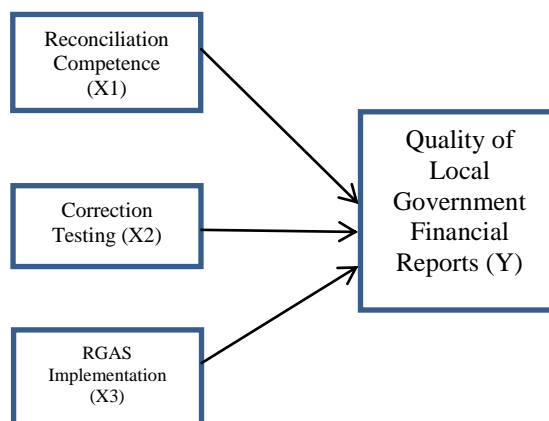 Reconciliation
Competence
(X1)
Correction
Testing (X2)
RGAS
Implementation
(X3)
Quality of
Local
Government
Financial
Reports (Y)